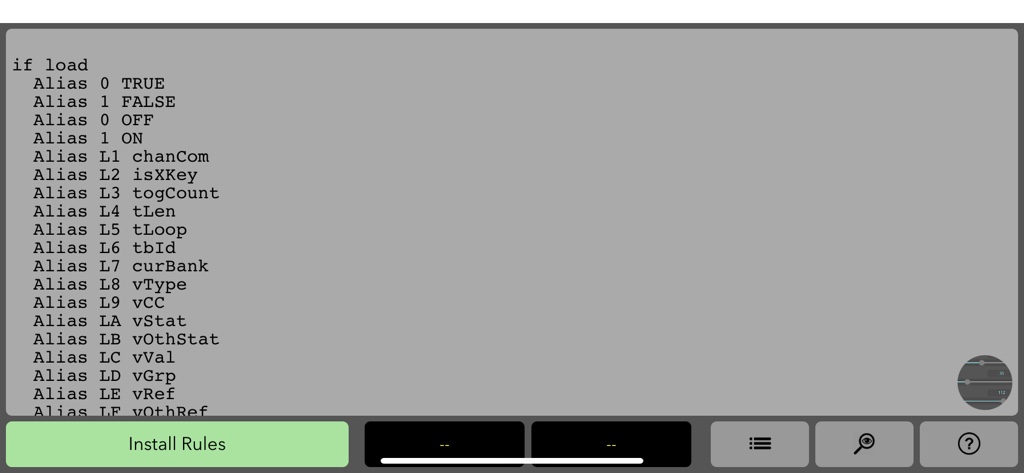 if load
Alias 0 TRUE
Alias 1 FALSE
Alias 0 OFF
Alias 1 ON
Alias L1 chanCom
Alias L2 isXKey
Alias L3 togCount
Alias L4 tLen
Alias L5 tLoop
Alias L6 tbId
Alias L7 curBank
Alias L8 vType
Alias L9 vCC
Alias LA vStat
Alias LB vOthStat
Alias LC vVal
Alias LD vGrp
Alias LE vRef
Alias LF vOthRef
Install Rules
--
--
?